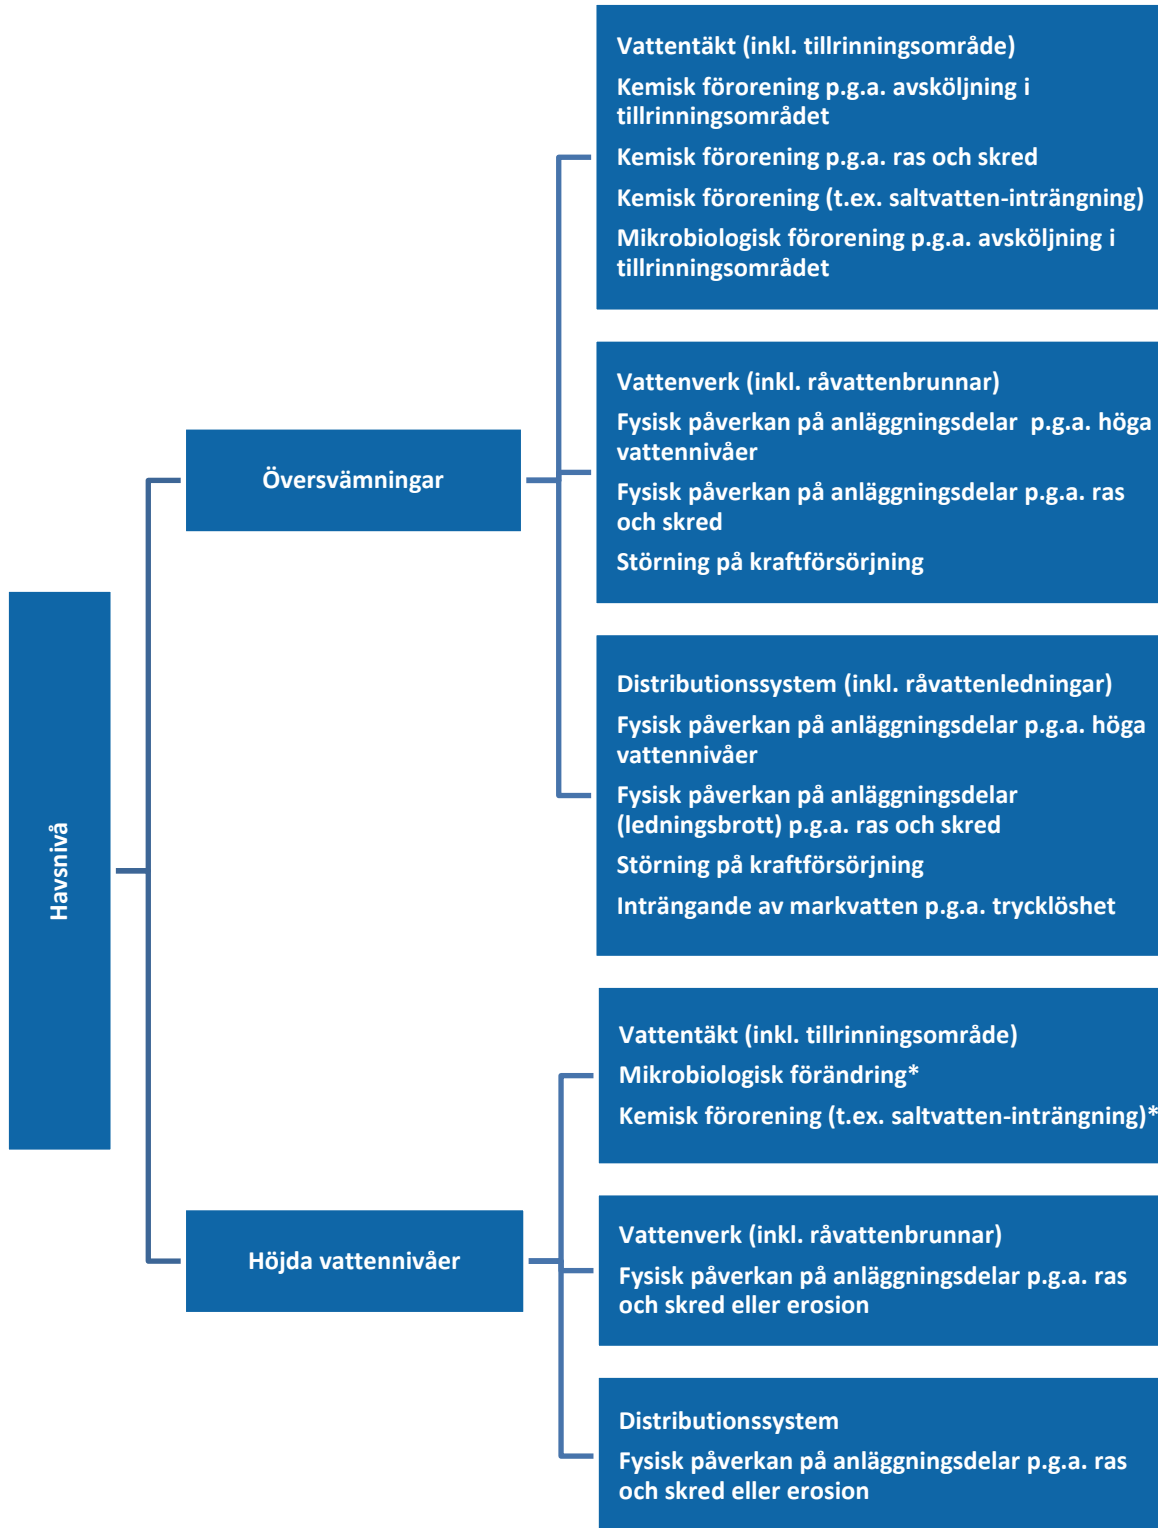 Havsnivå
Översvämningar
Vattentäkt (inkl. tillrinningsområde)
Kemisk förorening p.g.a. avsköljning i
tillrinningsområdet
Kemisk förorening p.g.a. ras och skred
Kemisk förorening (t.ex. saltvatten-inträngning)
Mikrobiologisk förorening p.g.a. avsköljning i
tillrinningsområdet
Vattenverk (inkl. råvattenbrunnar)
Fysisk påverkan på anläggningsdelar  p.g.a. höga
vattennivåer
Fysisk påverkan på anläggningsdelar p.g.a. ras
och skred
Störning på kraftförsörjning
Distributionssystem (inkl. råvattenledningar)
Fysisk påverkan på anläggningsdelar p.g.a. höga
vattennivåer
Fysisk påverkan på anläggningsdelar
(ledningsbrott) p.g.a. ras och skred
Störning på kraftförsörjning
Inträngande av markvatten p.g.a. trycklöshet
Höjda vattennivåer
Vattentäkt (inkl. tillrinningsområde)
Mikrobiologisk förändring*
Kemisk förorening (t.ex. saltvatten-inträngning)*
Vattenverk (inkl. råvattenbrunnar)
Fysisk påverkan på anläggningsdelar p.g.a. ras
och skred eller erosion
Distributionssystem
Fysisk påverkan på anläggningsdelar p.g.a. ras
och skred eller erosion